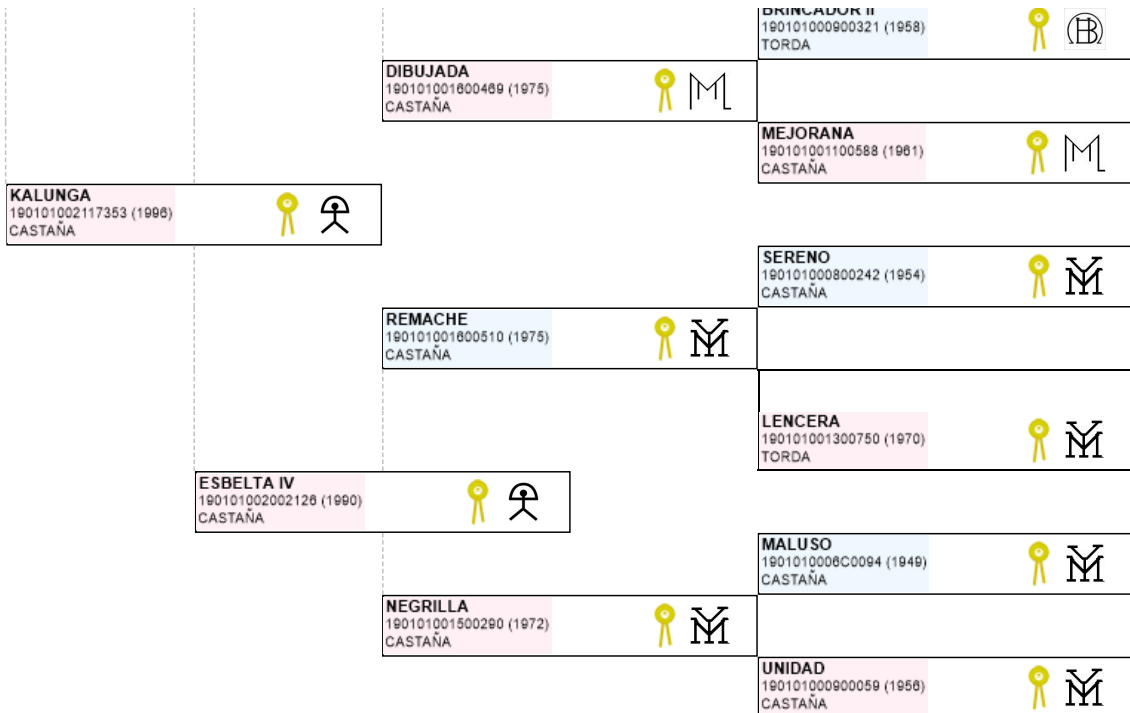 BRINCADOR II
190101000900321 (1958)
TORDA
DIBUJADA
190101001600469 (1975)
CASTAÑA
MEJORANA
190101001100588 (1961)
CASTAÑA
KALUNGA
190101002117353 (1996)
CASTAÑA
SERENO
190101000800242 (1954)
CASTAÑA
REMACHE
190101001600510 (1975)
CASTAÑA
LENCERA
190101001300750 (1970)
TORDA
ESBELTA IV
190101002002126 (1990)
CASTAÑA
MALUSO
1901010006C0094 (1949)
CASTAÑA
NEGRILLA
190101001500290 (1972)
CASTAÑA
UNIDAD
190101000900059 (1956)
CASTAÑA